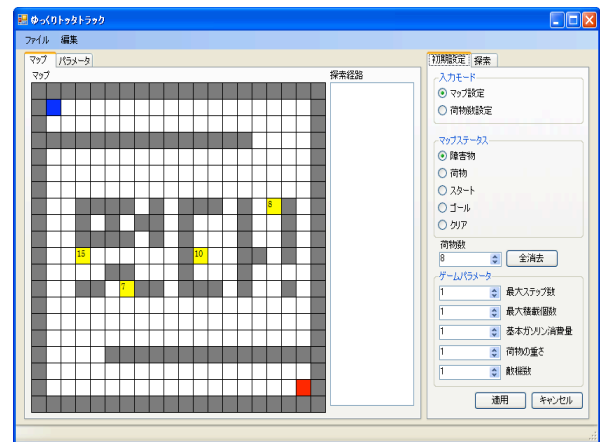 ゆっくりトッタトラック
ファイル 編集
マップ パラメータ
初期設定 探索
マップ
探索経路
入力モード
マップ設定
荷物数設定
マップステータス
障害物
荷物
スタート
ゴール
クリア
8
15
10
7
荷物数
8 全消去
ゲームパラメータ
1 最大ステップ数
1 最大積載個数
1 基本ガソリン消費量
1 荷物の重さ
1 敵機数
適用 キャンセル